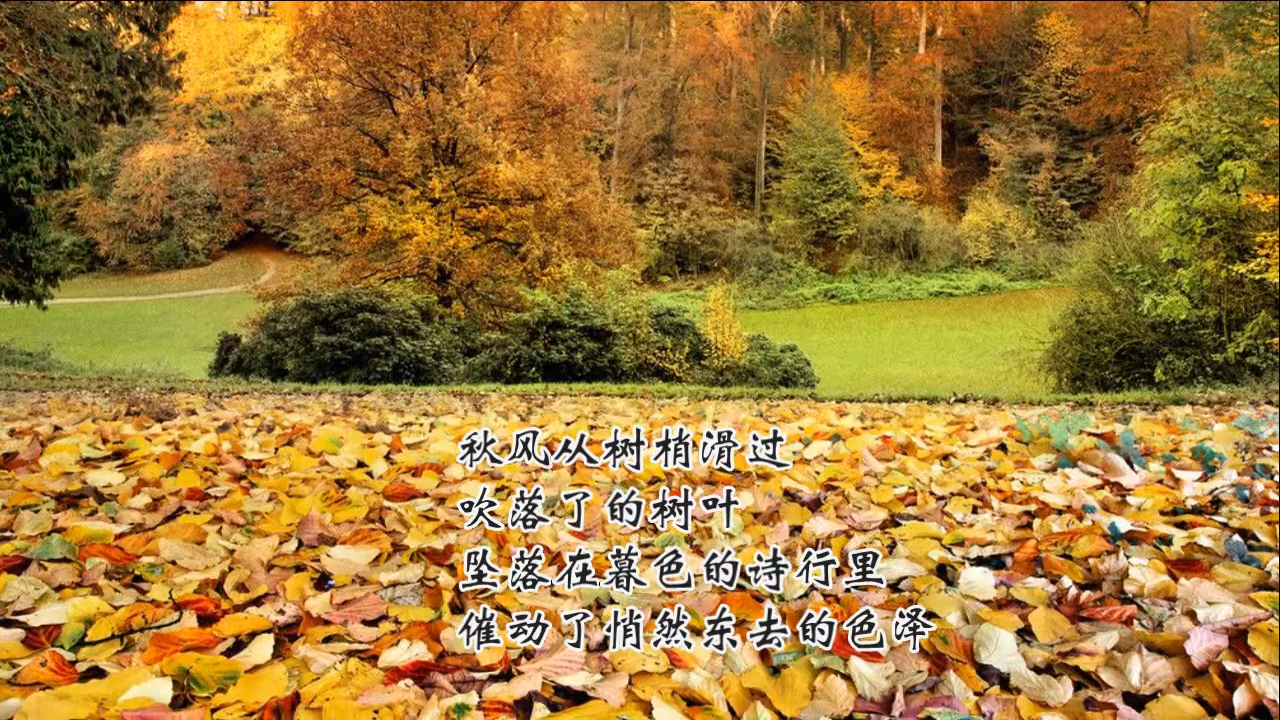 秋风从树梢滑过
吹落了的树叶
坠落在暮色的诗行里
催动了悄然东去的色泽